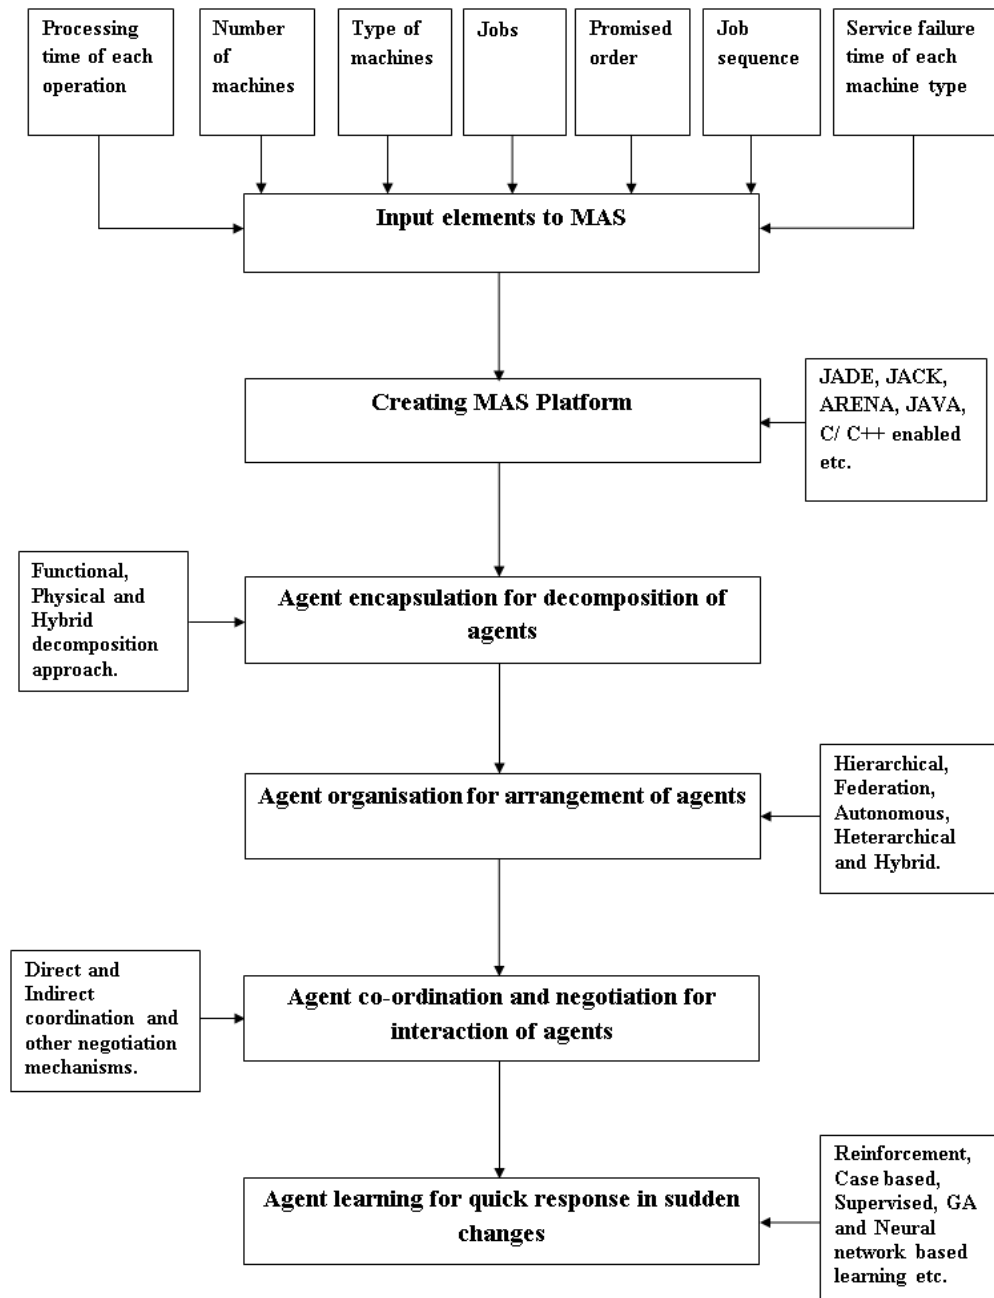 Processing
time of each
operation
Number
of
machines
Type of
machines
Jobs
Promised
order
Job
sequence
Service failure
time of each
machine type
Input elements to MAS
Creating MAS Platform
JADE, JACK,
ARENA, JAVA,
C/ C++ enabled
etc.
Functional,
Physical and
Hybrid
decomposition
approach.
Agent encapsulation for decomposition of
agents
Agent organisation for arrangement of agents
Hierarchical,
Federation,
Autonomous,
Heterarchical
and Hybrid.
Direct and
Indirect
coordination and
other negotiation
mechanisms.
Agent co-ordination and negotiation for
interaction of agents
Agent learning for quick response in sudden
changes
Reinforcement,
Case based,
Supervised, GA
and Neural
network based
learning etc.